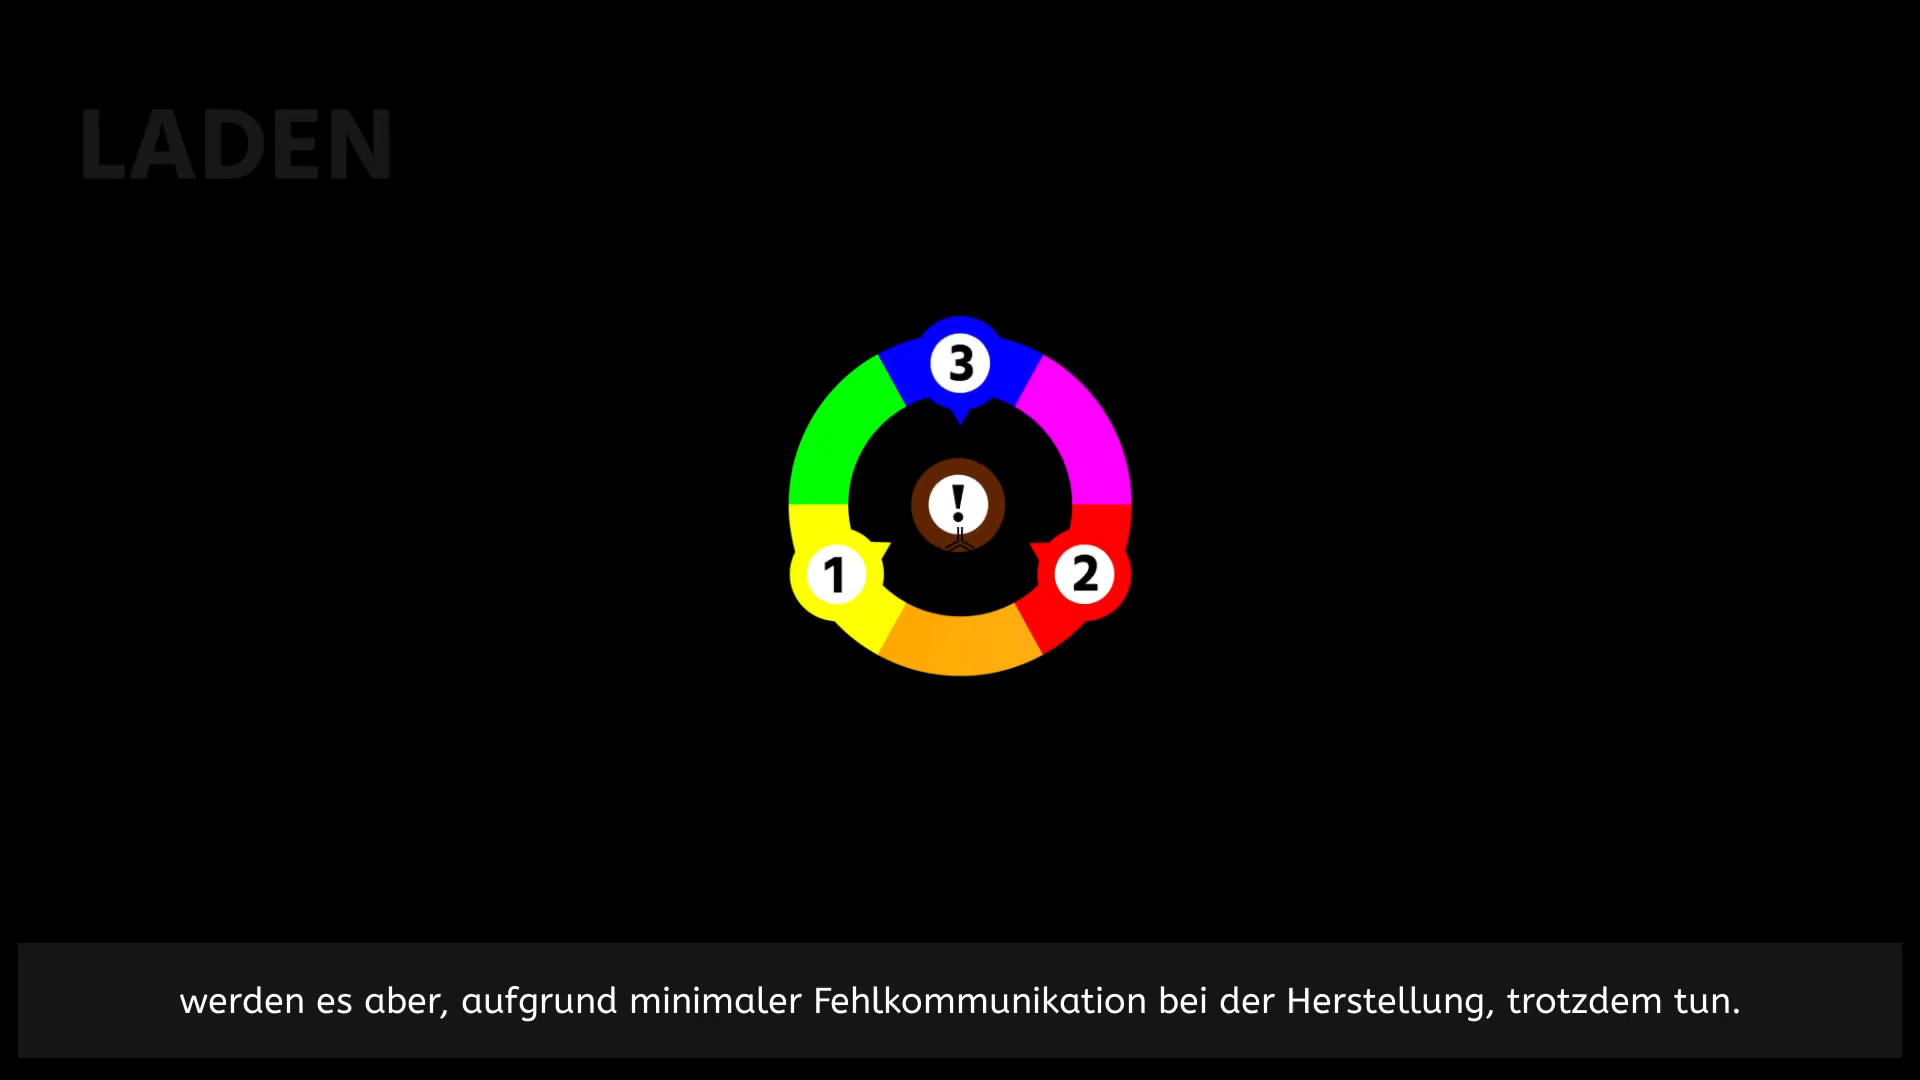 LADEN
3
!
1
2
werden es aber, aufgrund minimaler Fehlkommunikation bei der Herstellung, trotzdem tun.